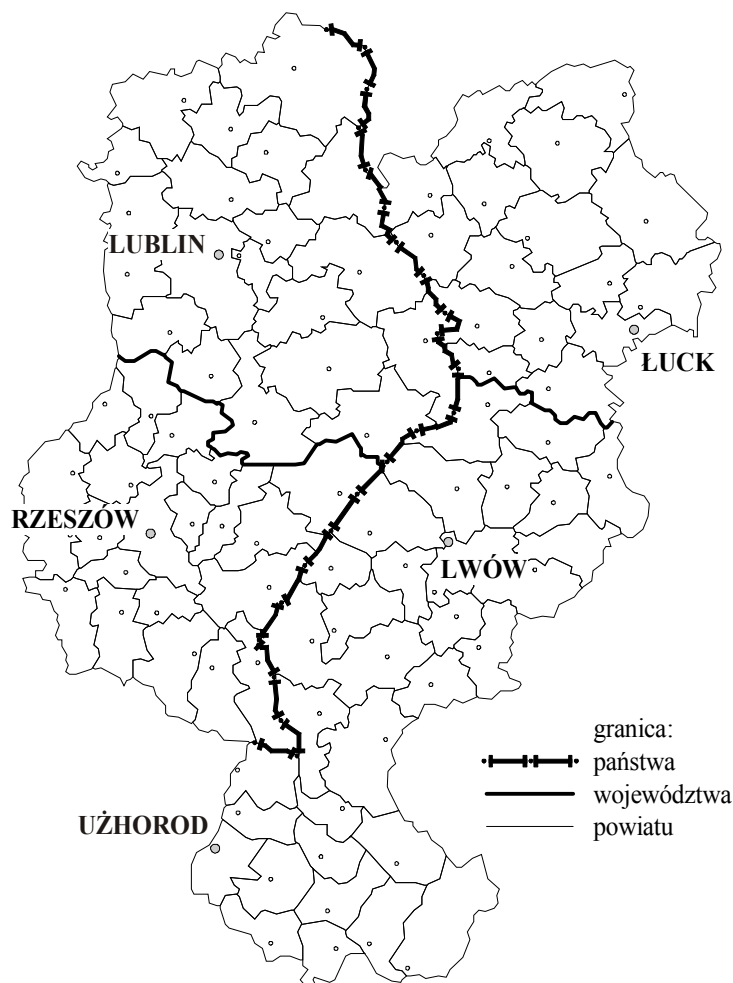 LUBLIN
ŁUCK
RZESZÓW
LWÓW
granica:
państwa
województwa
UŻHOROD
powiatu